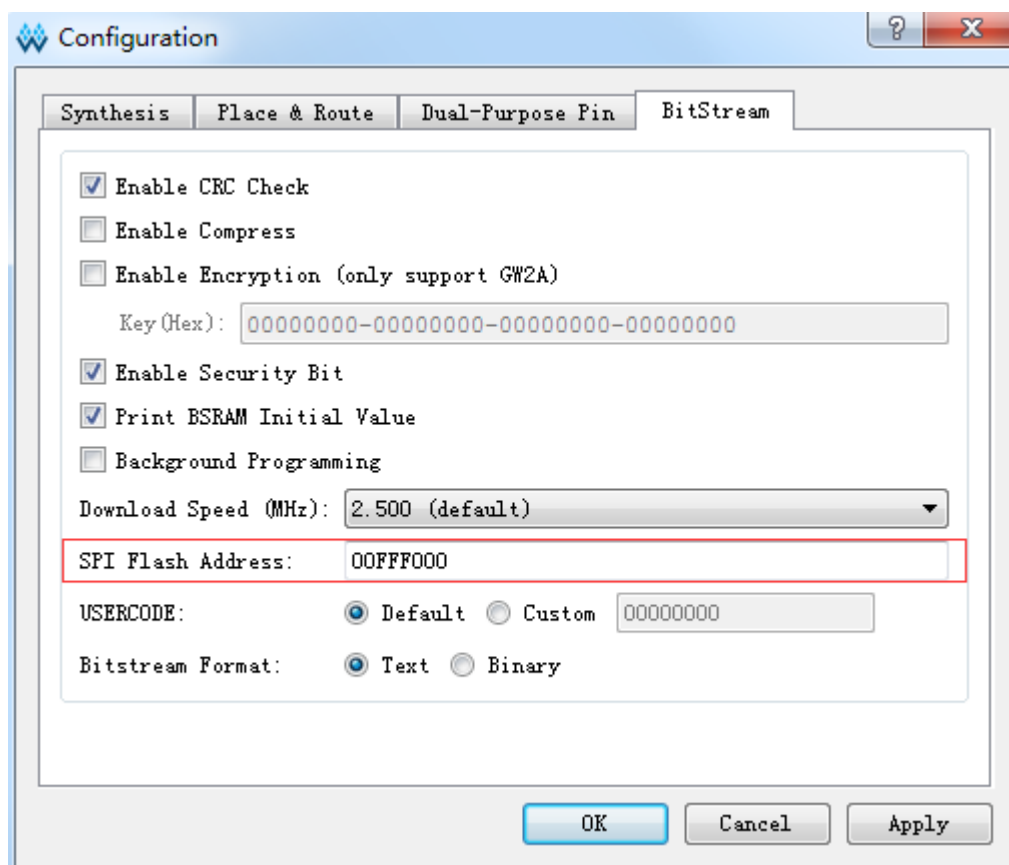 Configuration
Synthesis Place & Route Dual-Purpose Pin BitStream
Enable CRC Check
Enable Compress
Enable Encryption (only support GW2A)
Key(Hex): 00000000-00000000-00000000-00000000
Enable Security Bit
Print BSRAM Initial Value
Background Programming
Download Speed (MHz): 2.500 (default)
SPI Flash Address: 00FFF000
USERCODE: Default Custom 00000000
Bitstream Format: Text Binary
OK Cancel Apply